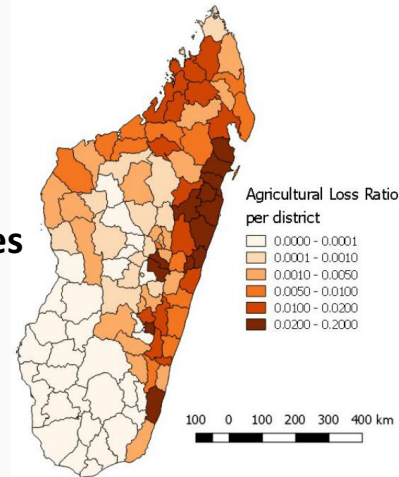 es
Agricultural Loss Ratio
per district
0.0000 - 0.0001
0.0001 - 0.0010
0.0010 - 0.0050
0.0050 - 0.0100
0.0100 - 0.0200
0.0200 - 0.2000
100 0 100 200 300 400 km